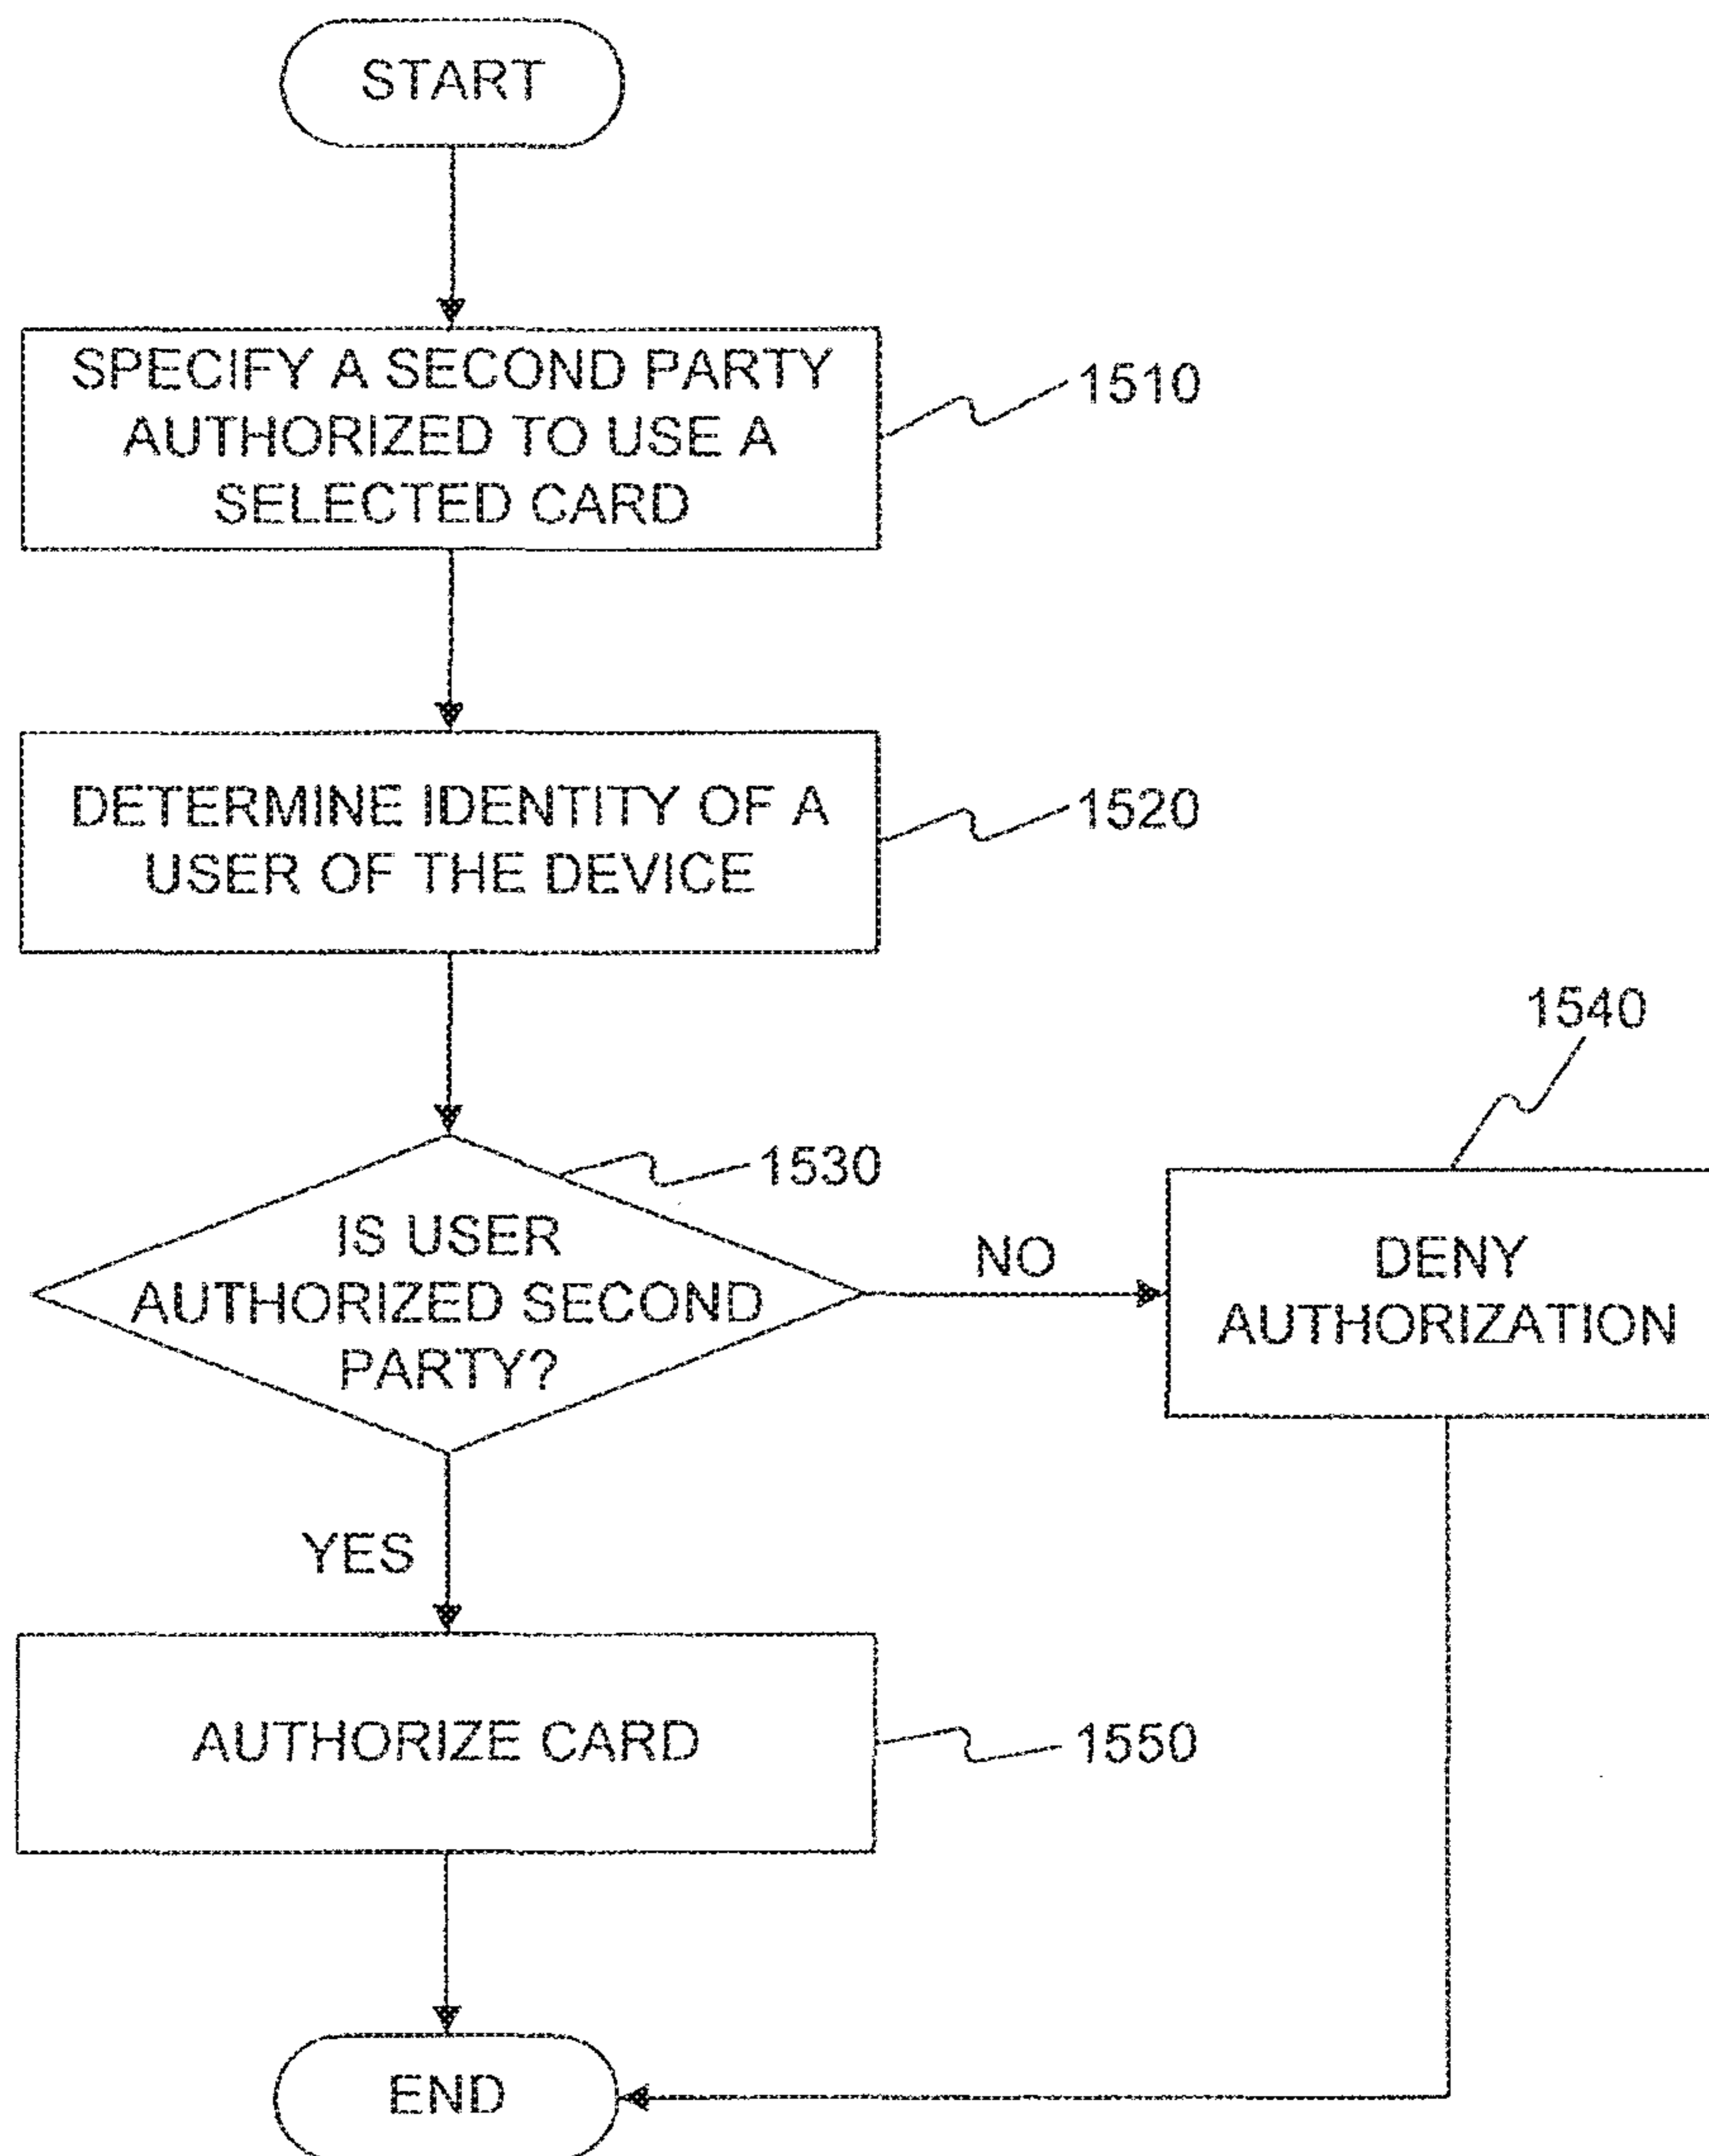 START
SPECIFY A SECOND PARTY
AUTHORIZED TO USE A
SELECTED CARD
1510
DETERMINE IDENTITY OF A
USER OF THE DEVICE
1520
1530
IS USER
AUTHORIZED SECOND
PARTY?
NO
1540
DENY
AUTHORIZATION
YES
AUTHORIZE CARD
1550
END